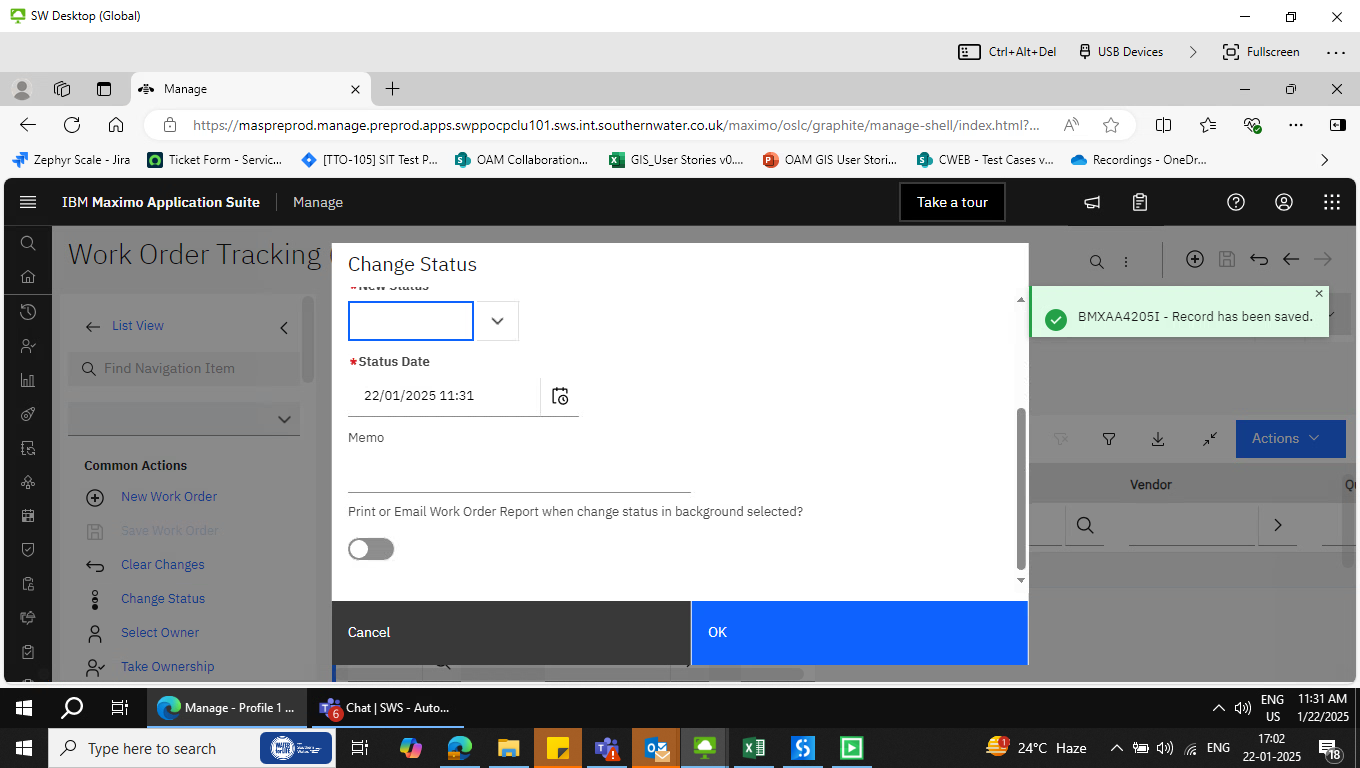 SW Desktop (Global)
Ctrl+Alt+Del
USB Devices
Fullscreen
Manage
https://maspreprod.manage.preprod.apps.swppocpclu101.sws.int.southernwater.co.uk/maximo/oslc/graphite/manage-shell/index.html?...
Zephyr Scale - Jira
Ticket Form - Servic...
[TTO-105] SIT Test P...
OAM Collaboration...
GIS_User Stories v0....
OAM GIS User Stori...
CWEB - Test Cases v...
Recordings - OneDr...
IBM Maximo Application Suite
Manage
Take a tour
Work Order Tracking
Change Status
*New Status
BMXAA4205I - Record has been saved.
List View
Find Navigation Item
*Status Date
22/01/2025 11:31
Memo
Actions
Common Actions
New Work Order
Save Work Order
Clear Changes
Change Status
Select Owner
Take Ownership
Vendor
Print or Email Work Order Report when change status in background selected?
Cancel
OK
Manage - Profile 1 ...
6
Chat | SWS - Auto...
ENG
US
11:31 AM
1/22/2025
Type here to search
1
24°C Haze
ENG
17:02
22-01-2025
18